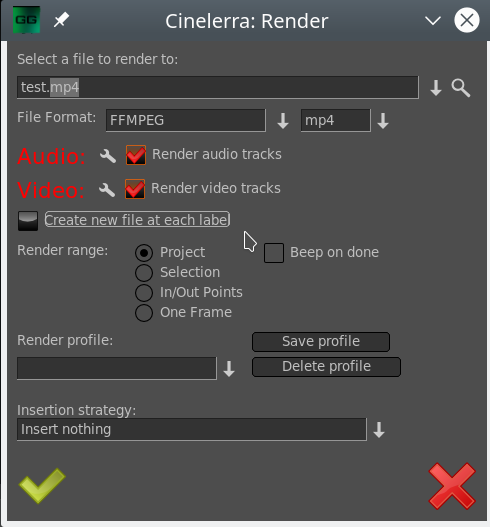 GG
Cinelerra: Render
Select a file to render to:
test.mp4
File Format: FFMPEG mp4
Audio: Render audio tracks
Video: Render video tracks
Create new file at each label
Render range: Project Beep on done
Selection
In/Out Points
One Frame
Render profile: Save profile
Delete profile
Insertion strategy:
Insert nothing